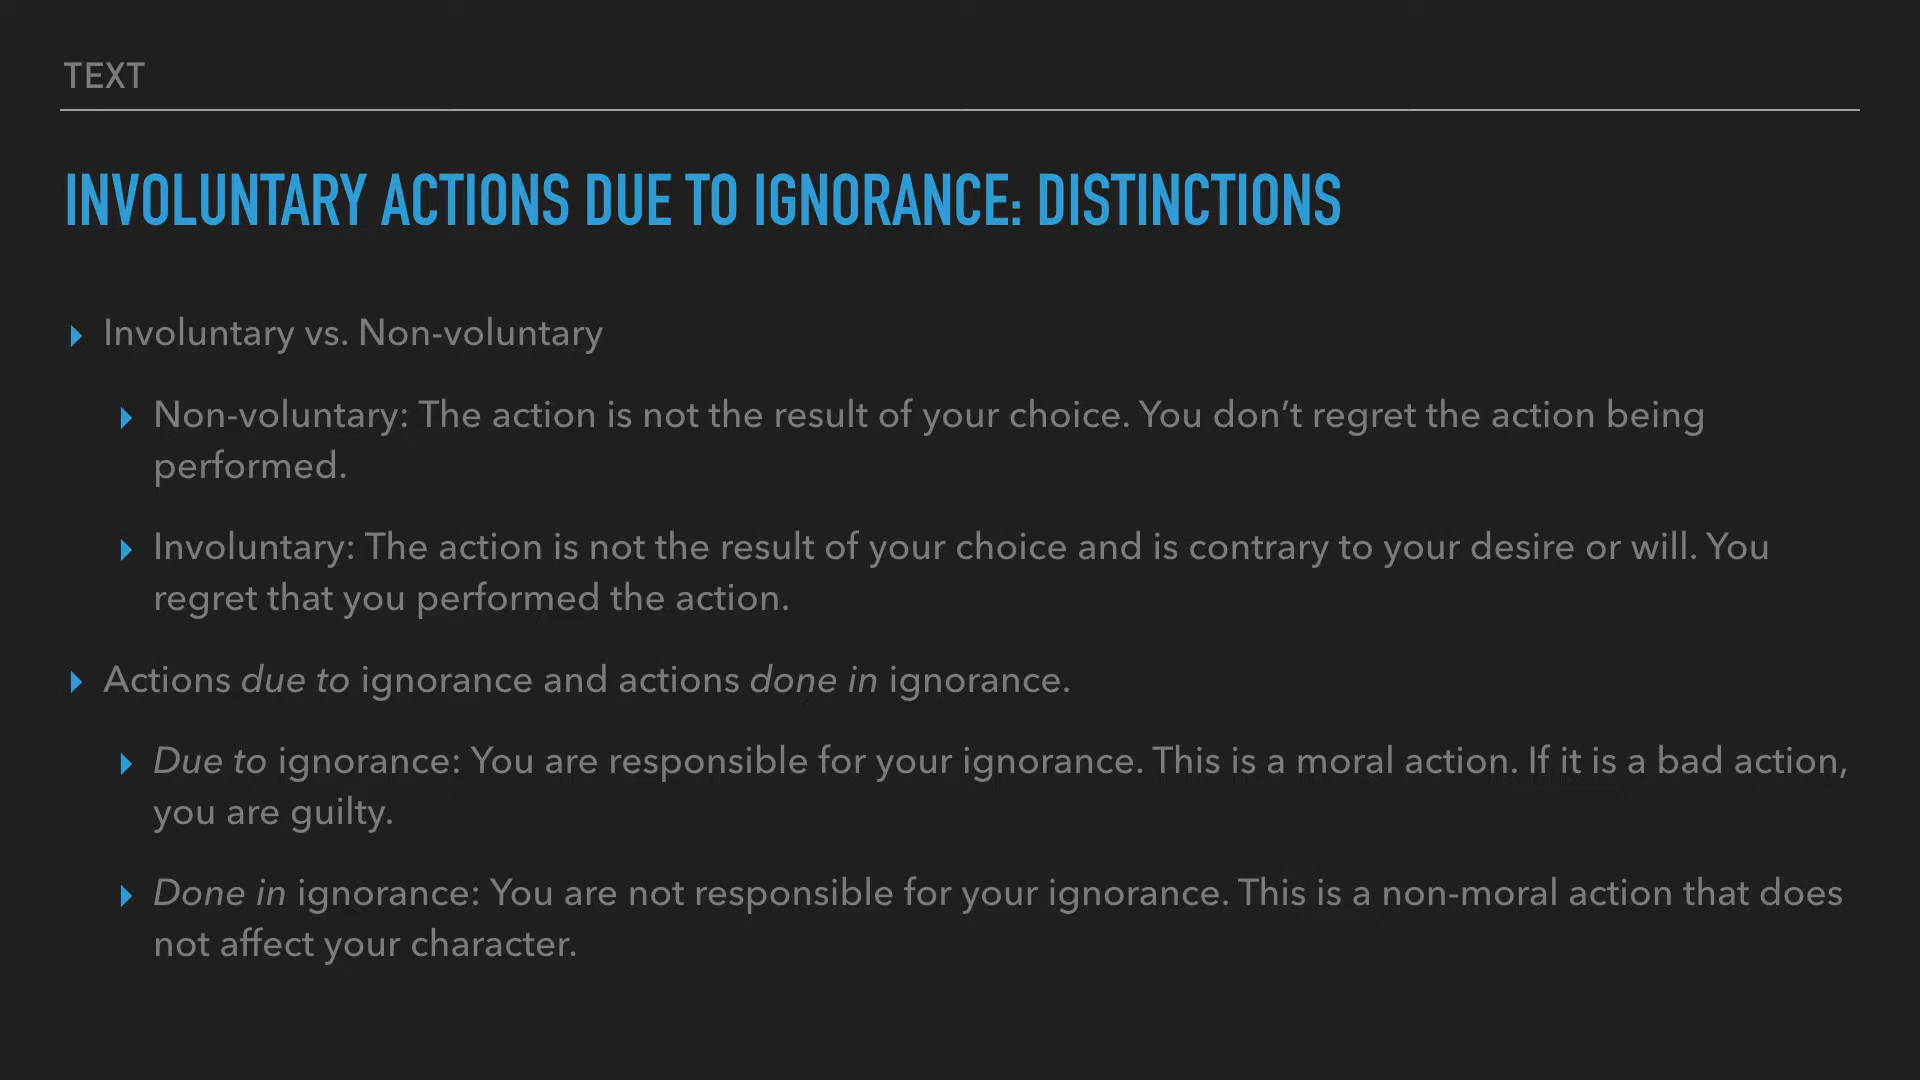 TEXT
INVOLUNTARY ACTIONS DUE TO IGNORANCE: DISTINCTIONS
Involuntary vs. Non-voluntary
Non-voluntary: The action is not the result of your choice. You don’t regret the action being
performed.
Involuntary: The action is not the result of your choice and is contrary to your desire or will. You
regret that you performed the action.
Actions due to ignorance and actions done in ignorance.
Due to ignorance: You are responsible for your ignorance. This is a moral action. If it is a bad action,
you are guilty.
Done in ignorance: You are not responsible for your ignorance. This is a non-moral action that does
not affect your character.